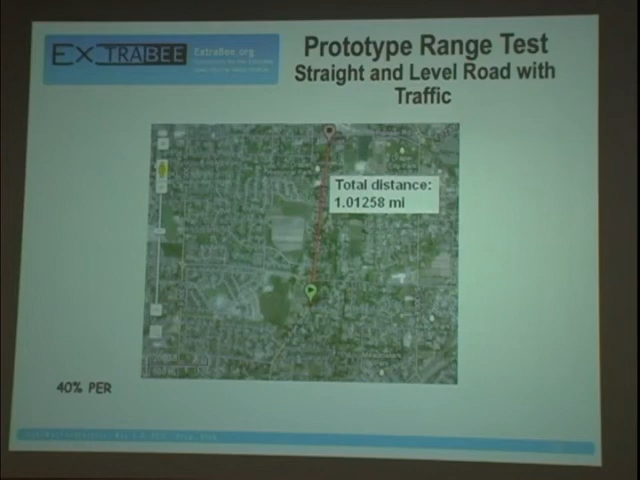 EXTRABEE
ExtraBee.org
Prototype Range Test
Straight and Level Road with
Traffic
Total distance:
1.01258 mi
40% PER